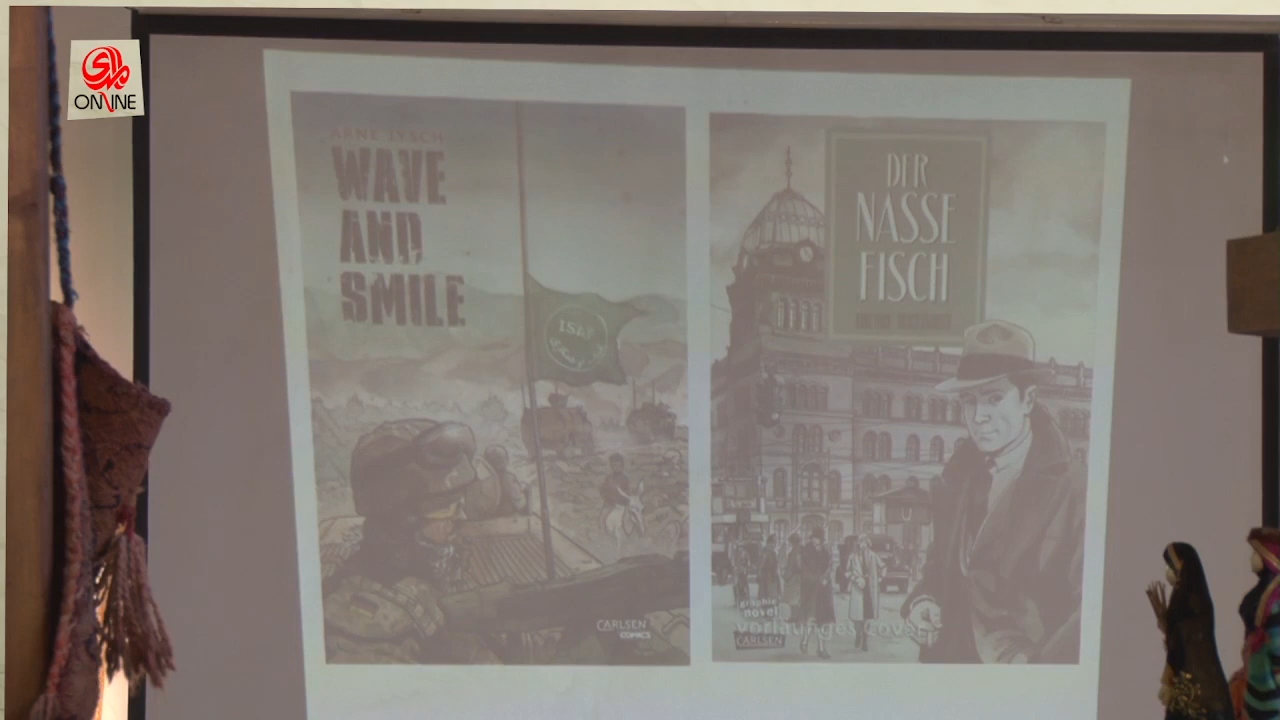 ONLINE
ARNE JYSCH
WAVE
AND
SMILE
ISAF
CARLSEN
COMICS
DER
NASSE
FISCH
graphic
novel
vorläufiges Cover
CARLSEN